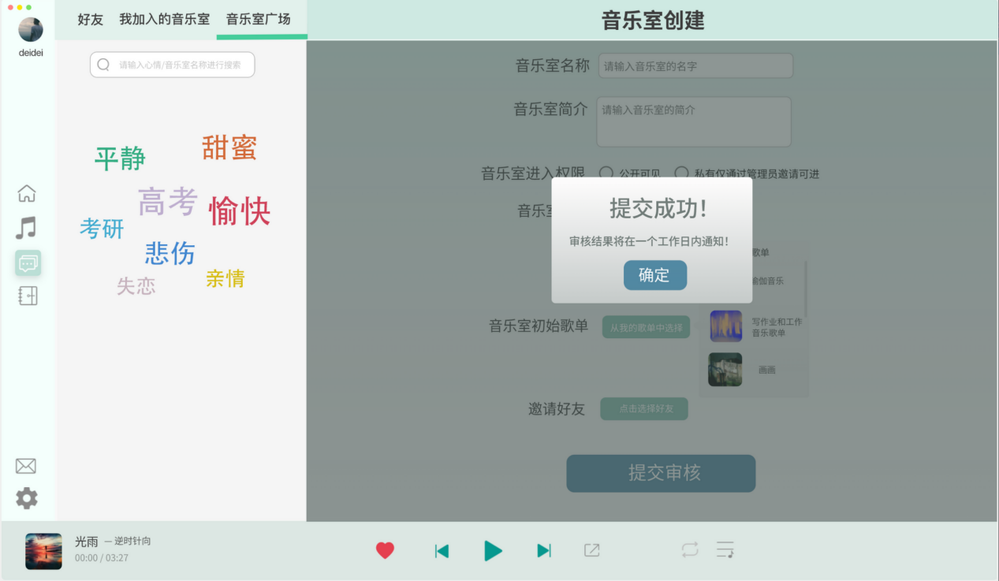 好友 我加入的音乐室 音乐室广场
音乐室创建
deidei
请输入心情/音乐室名称进行搜索
平静
甜蜜
高考
愉快
考研
悲伤
失恋
亲情
音乐室名称 请输入音乐室的名字
音乐室简介 请输入音乐室的简介
音乐室进入权限 公开可见 私有仅通过管理员邀请可进
音乐室
提交成功！
审核结果将在一个工作日内通知！
确定
歌单
瑜伽音乐
音乐室初始歌单 从我的歌单中选择
写作业和工作
音乐歌单
画画
邀请好友 点击选择好友
提交审核
光雨 — 逆时针向
00:00 / 03:27